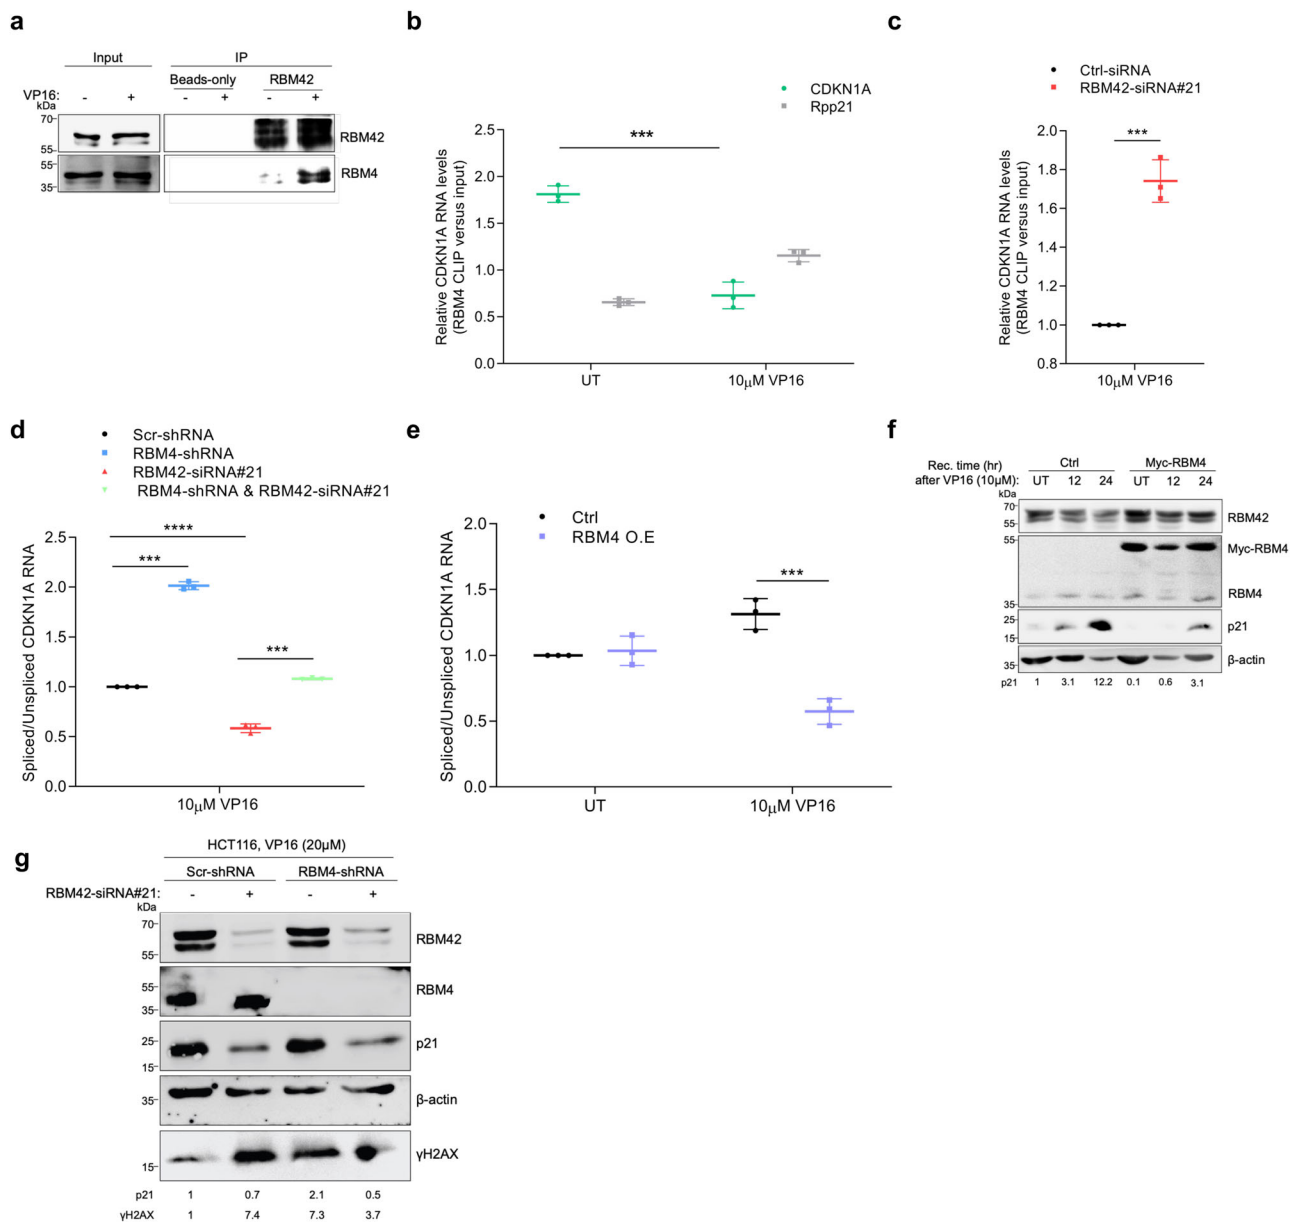 a
Input
IP
Beads-only
RBM42
VP16:
-
+
-
+
-
+
kDa
70-
55-
RBM42
55-
35-
RBM4
b
CDKN1A
Rpp21
Relative CDKN1A RNA levels
(RBM4 CLIP versus input)
2.5
2.0
1.5
1.0
0.5
0.0
***
UT
10µM VP16
c
Ctrl-siRNA
RBM42-siRNA#21
Relative CDKN1A RNA levels
(RBM4 CLIP versus input)
2.0
1.8
1.6
1.4
1.2
1.0
0.8
***
10µM VP16
d
Scr-shRNA
RBM4-shRNA
RBM42-siRNA#21
RBM4-shRNA & RBM42-siRNA#21
Spliced/Unspliced CDKN1A RNA
2.5
2.0
1.5
1.0
0.5
0.0
****
***
***
10µM VP16
e
Ctrl
RBM4 O.E
Spliced/Unspliced CDKN1A RNA
2.0
1.5
1.0
0.5
0.0
***
UT
10µM VP16
f
Rec. time (hr)
after VP16 (10µM):
Ctrl
Myc-RBM4
UT 12 24 UT 12 24
kDa
70-
55-
RBM42
55
Myc-RBM4
RBM4
35-
25-
15-
p21
35-
β-actin
p21 1 3.1 12.2 0.1 0.6 3.1
g
HCT116, VP16 (20µM)
Scr-shRNA
RBM4-shRNA
RBM42-siRNA#21: - + - +
kDa
70-
55-
RBM42
55-
35-
RBM4
25-
15-
p21
35-
β-actin
15-
γH2AX
p21 1 0.7 2.1 0.5
γH2AX 1 7.4 7.3 3.7